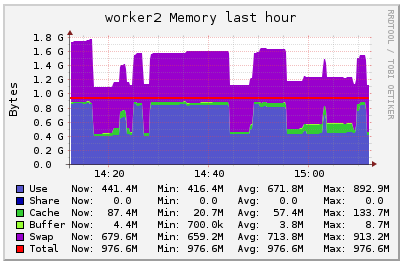 worker2 Memory last hour
RRDTOOL / TOBI OETIKER
Bytes
1.8 G
1.6 G
1.4 G
1.2 G
1.0 G
0.8 G
0.6 G
0.4 G
0.2 G
0.0
14:20 14:40 15:00
Use Now: 441.4M Min: 416.4M Avg: 671.8M Max: 892.9M
Share Now: 0.0 Min: 0.0 Avg: 0.0 Max: 0.0
Cache Now: 87.4M Min: 20.7M Avg: 57.4M Max: 133.7M
Buffer Now: 4.4M Min: 700.0k Avg: 3.8M Max: 8.7M
Swap Now: 679.6M Min: 659.2M Avg: 713.8M Max: 913.2M
Total Now: 976.6M Min: 976.6M Avg: 976.6M Max: 976.6M